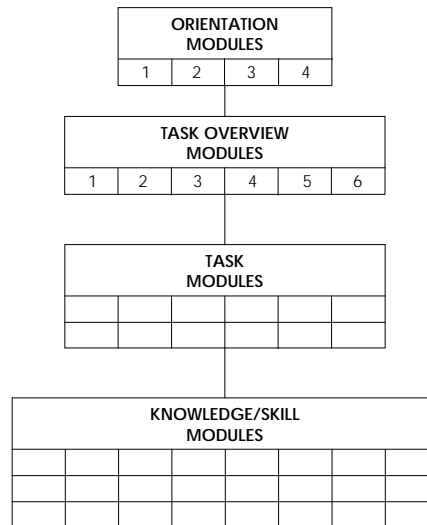 ORIENTATION
MODULES
1 2 3 4
TASK OVERVIEW
MODULES
1 2 3 4 5 6
TASK
MODULES
KNOWLEDGE/SKILL
MODULES